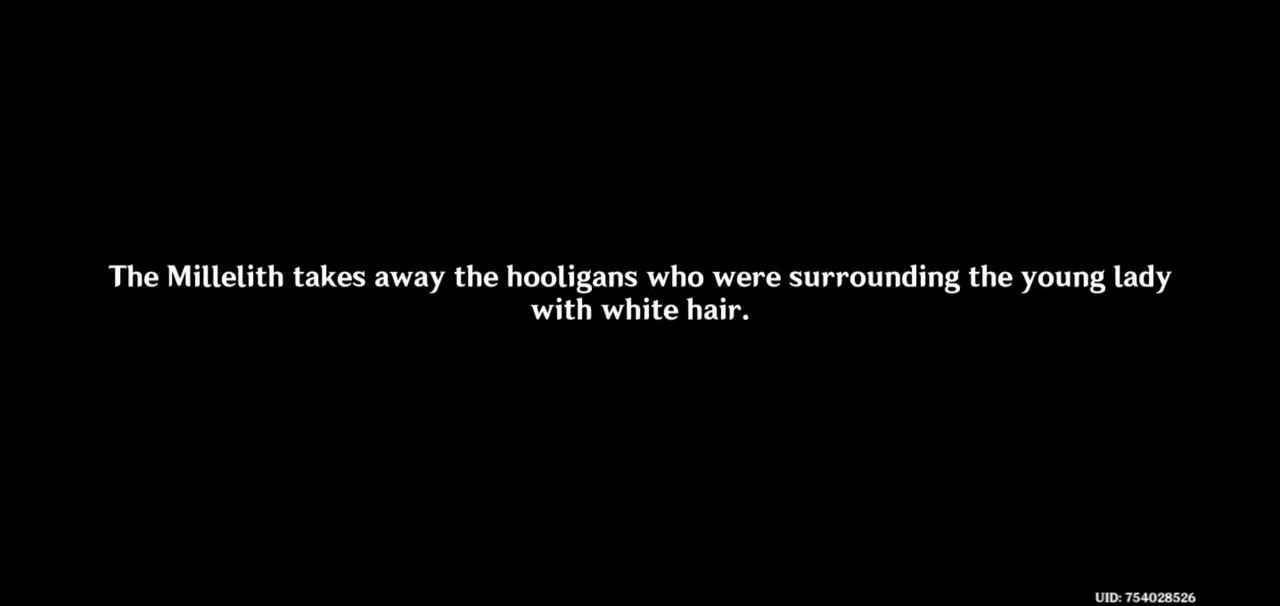 The Millelith takes away the hooligans who were surrounding the young lady
with white hair.
UID: 754028526